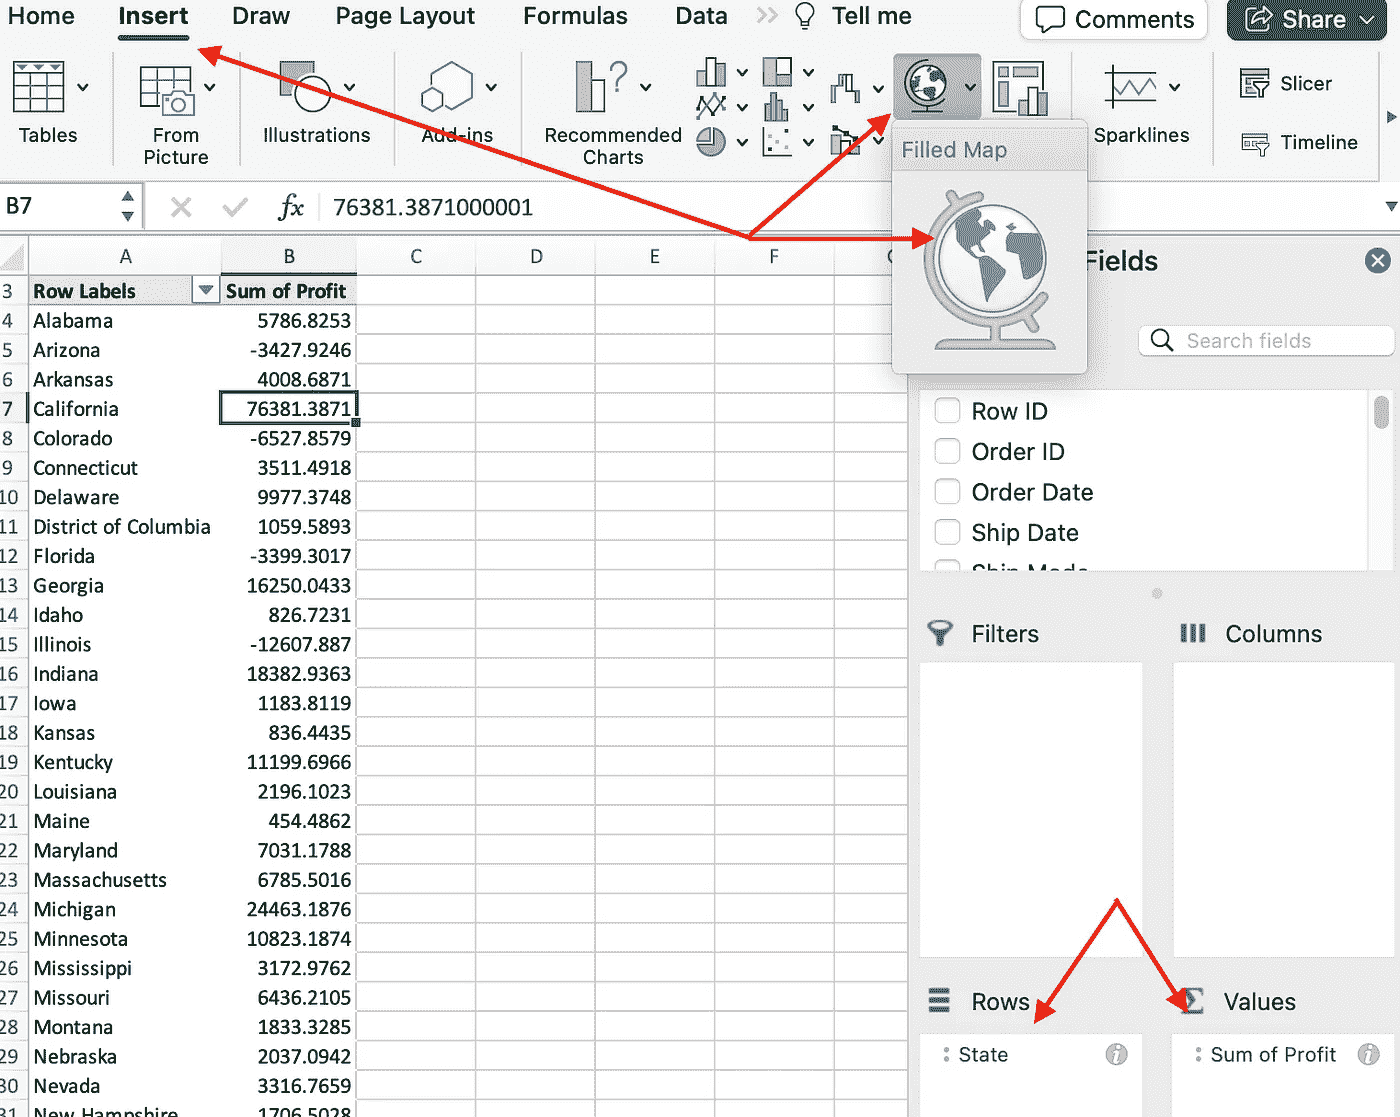 Home Insert Draw Page Layout Formulas Data Tell me Comments Share
Tables
From Picture
Illustrations
Add-ins
Recommended Charts
Sparklines
Slicer
Timeline
Filled Map
B7 fx 76381.3871000001
A B C D E F
3 Row Labels Sum of Profit
4 Alabama 5786.8253
5 Arizona -3427.9246
6 Arkansas 4008.6871
7 California 76381.3871
8 Colorado -6527.8579
9 Connecticut 3511.4918
10 Delaware 9977.3748
11 District of Columbia 1059.5893
12 Florida -3399.3017
13 Georgia 16250.0433
14 Idaho 826.7231
15 Illinois -12607.887
16 Indiana 18382.9363
17 Iowa 1183.8119
18 Kansas 836.4435
19 Kentucky 11199.6966
20 Louisiana 2196.1023
21 Maine 454.4862
22 Maryland 7031.1788
23 Massachusetts 6785.5016
24 Michigan 24463.1876
25 Minnesota 10823.1874
26 Mississippi 3172.9762
27 Missouri 6436.2105
28 Montana 1833.3285
29 Nebraska 2037.0942
30 Nevada 3316.7659
31 New Hampshire 1706.5028
Fields
Search fields
Row ID
Order ID
Order Date
Ship Date
Ship Mode
Filters
Columns
Rows
Values
State
Sum of Profit